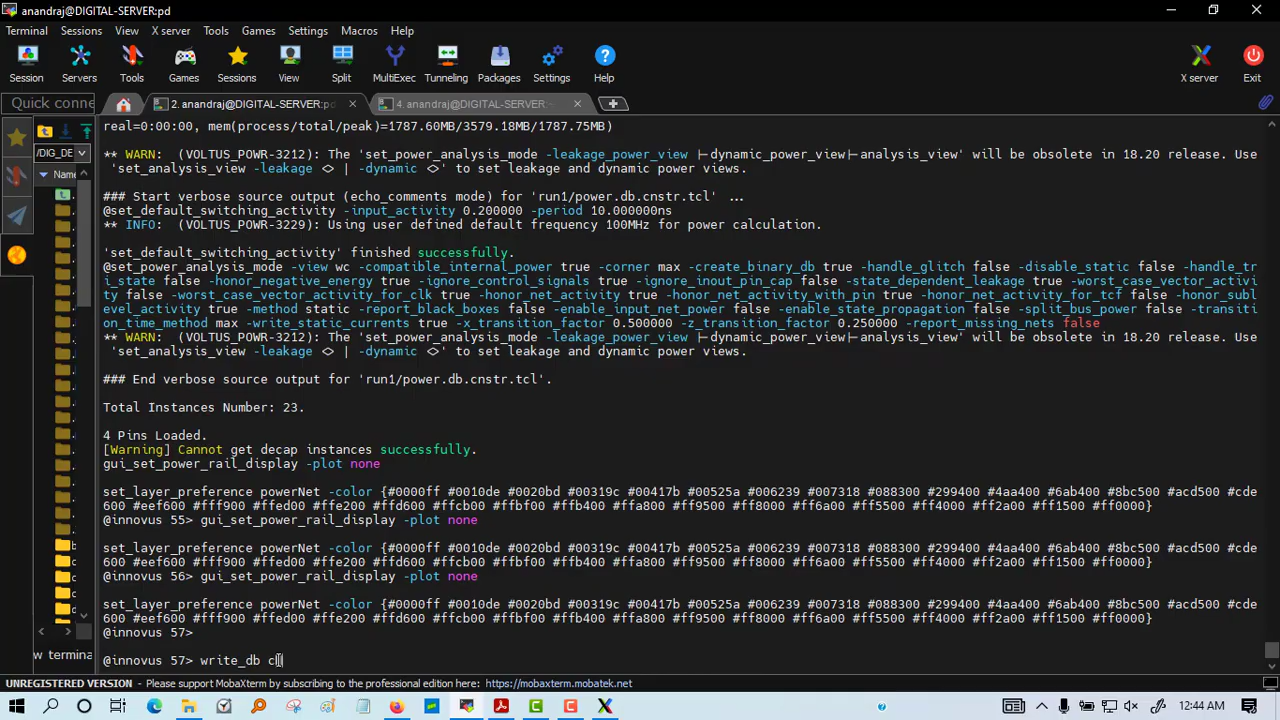 anandraj@DIGITAL-SERVER:pd
Terminal Sessions View X server Tools Games Settings Macros Help
Session Servers Tools Games Sessions View Split MultiExec Tunneling Packages Settings Help X server Exit
Quick conne 2. anandraj@DIGITAL-SERVER:pd 4. anandraj@DIGITAL-SERVER:~
/DIG_DE
Name
real=0:00:00, mem(process/total/peak)=1787.60MB/3579.18MB/1787.75MB)
** WARN: (VOLTUS_POWR-3212): The 'set_power_analysis_mode -leakage_power_view |-dynamic_power_view|-analysis_view' will be obsolete in 18.20 release. Use
'set_analysis_view -leakage <> | -dynamic <>' to set leakage and dynamic power views.
### Start verbose source output (echo_comments mode) for 'run1/power.db.cnstr.tcl' ...
@set_default_switching_activity -input_activity 0.200000 -period 10.000000ns
** INFO: (VOLTUS_POWR-3229): Using user defined default frequency 100MHz for power calculation.
'set_default_switching_activity' finished successfully.
@set_power_analysis_mode -view wc -compatible_internal_power true -corner max -create_binary_db true -handle_glitch false -disable_static false -handle_tr
i_state false -honor_negative_energy true -ignore_control_signals true -ignore_inout_pin_cap false -state_dependent_leakage true -worst_case_vector_activi
ty false -worst_case_vector_activity_for_clk true -honor_net_activity true -honor_net_activity_with_pin true -honor_net_activity_for_tcf false -honor_subl
evel_activity true -method static -report_black_boxes false -enable_input_net_power false -enable_state_propagation false -split_bus_power false -transiti
on_time_method max -write_static_currents true -x_transition_factor 0.500000 -z_transition_factor 0.250000 -report_missing_nets false
** WARN: (VOLTUS_POWR-3212): The 'set_power_analysis_mode -leakage_power_view |-dynamic_power_view|-analysis_view' will be obsolete in 18.20 release. Use
'set_analysis_view -leakage <> | -dynamic <>' to set leakage and dynamic power views.
### End verbose source output for 'run1/power.db.cnstr.tcl'.
Total Instances Number: 23.
4 Pins Loaded.
[Warning] Cannot get decap instances successfully.
gui_set_power_rail_display -plot none
set_layer_preference powerNet -color {#0000ff #0010de #0020bd #00319c #00417b #00525a #006239 #007318 #088300 #299400 #4aa400 #6ab400 #8bc500 #acd500 #cde
600 #eef600 #fff900 #ffed00 #ffe200 #ffd600 #ffcb00 #ffbf00 #ffb400 #ffa800 #ff9500 #ff8000 #ff6a00 #ff5500 #ff4000 #ff2a00 #ff1500 #ff0000}
@innovus 55> gui_set_power_rail_display -plot none
set_layer_preference powerNet -color {#0000ff #0010de #0020bd #00319c #00417b #00525a #006239 #007318 #088300 #299400 #4aa400 #6ab400 #8bc500 #acd500 #cde
600 #eef600 #fff900 #ffed00 #ffe200 #ffd600 #ffcb00 #ffbf00 #ffb400 #ffa800 #ff9500 #ff8000 #ff6a00 #ff5500 #ff4000 #ff2a00 #ff1500 #ff0000}
@innovus 56> gui_set_power_rail_display -plot none
set_layer_preference powerNet -color {#0000ff #0010de #0020bd #00319c #00417b #00525a #006239 #007318 #088300 #299400 #4aa400 #6ab400 #8bc500 #acd500 #cde
600 #eef600 #fff900 #ffed00 #ffe200 #ffd600 #ffcb00 #ffbf00 #ffb400 #ffa800 #ff9500 #ff8000 #ff6a00 #ff5500 #ff4000 #ff2a00 #ff1500 #ff0000}
@innovus 57>
w termina
@innovus 57> write_db c
UNREGISTERED VERSION - Please support MobaXterm by subscribing to the professional edition here: https://mobaxterm.mobatek.net
12:44 AM